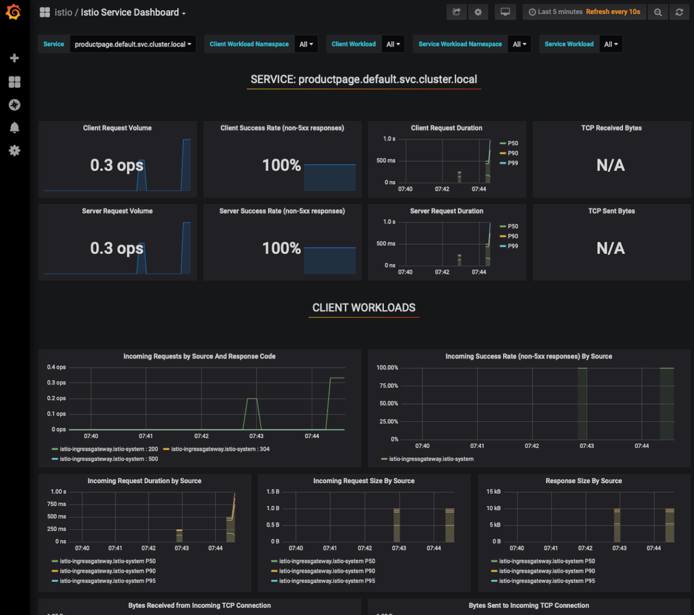 istio / Istio Service Dashboard
Last 5 minutes Refresh every 10s
Service productpage.default.svc.cluster.local Client Workload Namespace All Client Workload All Service Workload Namespace All Service Workload All
SERVICE: productpage.default.svc.cluster.local
Client Request Volume
0.3 ops
Client Success Rate (non-5xx responses)
100%
Client Request Duration
1.0 s
500 ms
0 ns
07:40 07:42 07:44
P50
P90
P99
TCP Received Bytes
N/A
Server Request Volume
0.3 ops
Server Success Rate (non-5xx responses)
100%
Server Request Duration
1.0 s
500 ms
0 ns
07:40 07:42 07:44
P50
P90
P99
TCP Sent Bytes
N/A
CLIENT WORKLOADS
Incoming Requests by Source And Response Code
0.4 ops
0.3 ops
0.2 ops
0.1 ops
0 ops
07:40 07:41 07:42 07:43 07:44
istio-ingressgateway.istio-system : 200 istio-ingressgateway.istio-system : 304
istio-ingressgateway.istio-system : 500
Incoming Success Rate (non-5xx responses) By Source
100.00%
75.00%
50.00%
25.00%
0%
07:40 07:41 07:42 07:43 07:44
istio-ingressgateway.istio-system
Incoming Request Duration by Source
1.00 s
750 ms
500 ms
250 ms
0 ns
07:40 07:41 07:42 07:43 07:44
istio-ingressgateway.istio-system P50
istio-ingressgateway.istio-system P90
istio-ingressgateway.istio-system P95
Incoming Request Size By Source
1.5 B
1.0 B
0.5 B
0 B
07:40 07:41 07:42 07:43 07:44
istio-ingressgateway.istio-system P50
istio-ingressgateway.istio-system P90
istio-ingressgateway.istio-system P95
Response Size By Source
15 kB
10 kB
5 kB
0 B
07:40 07:41 07:42 07:43 07:44
istio-ingressgateway.istio-system P50
istio-ingressgateway.istio-system P90
istio-ingressgateway.istio-system P95
Bytes Received from Incoming TCP Connection
Bytes Sent to Incoming TCP Connection